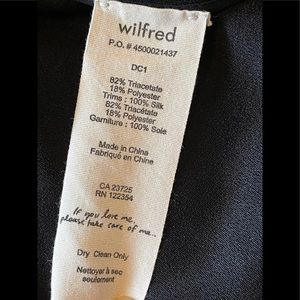 wilfred
P.O. # 4500021437
DC1
82% Triacetate
18% Polyester
Trims : 100% Silk
82% Triacétate
18% Polyester
Garniture : 100% Soie
Made in China
Fabriqué en Chine
CA 23725
RN 122354
If you love me,
please take care of me...
Dry Clean Only
Nettoyer à sec
seulement